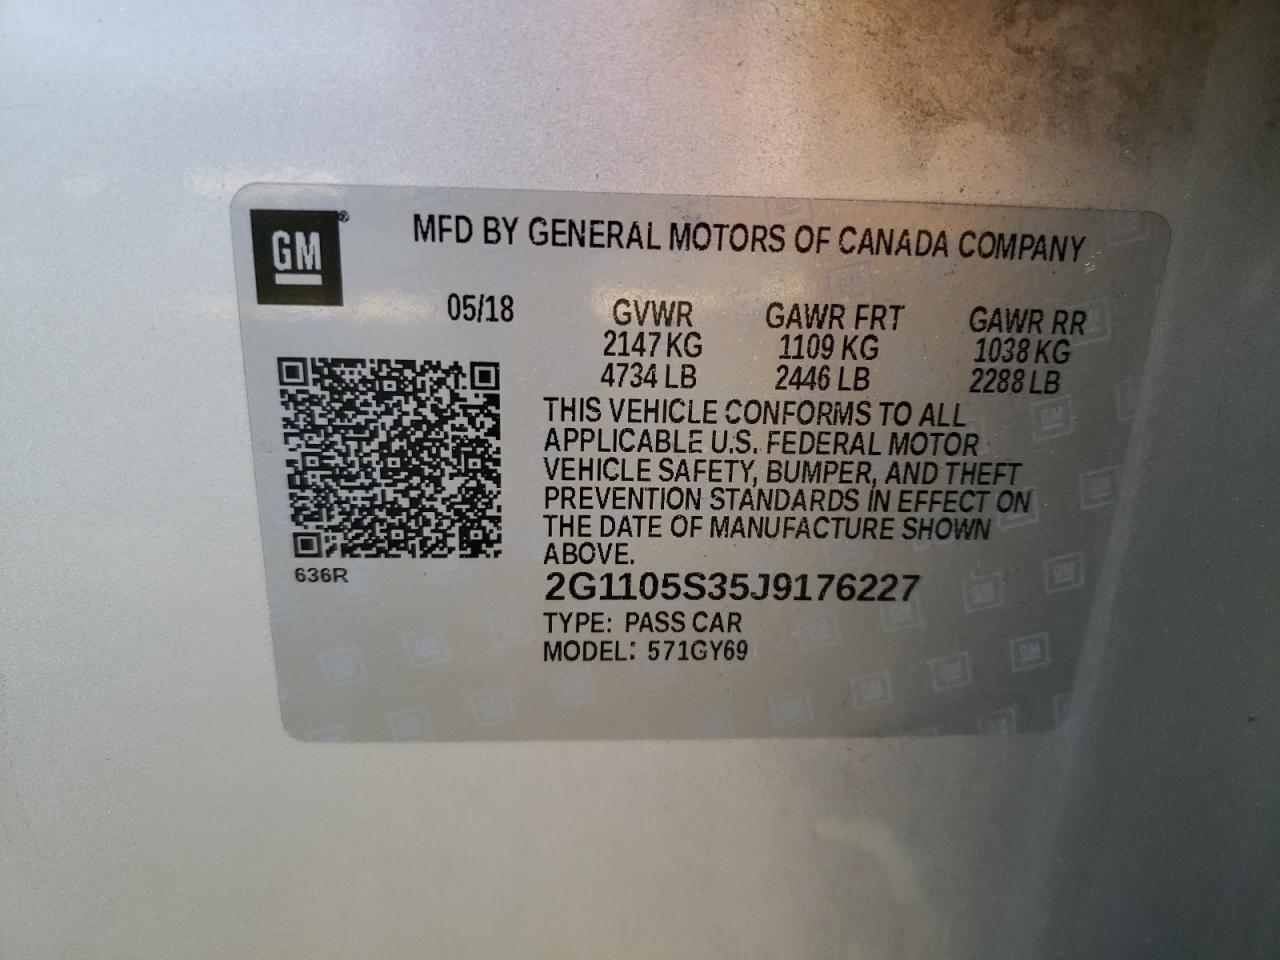 GM®
MFD BY GENERAL MOTORS OF CANADA COMPANY
05/18 GVWR GAWR FRT GAWR RR
2147 KG 1109 KG 1038 KG
4734 LB 2446 LB 2288 LB
THIS VEHICLE CONFORMS TO ALL
APPLICABLE U.S. FEDERAL MOTOR
VEHICLE SAFETY, BUMPER, AND THEFT
PREVENTION STANDARDS IN EFFECT ON
THE DATE OF MANUFACTURE SHOWN
ABOVE.
636R
2G1105S35J9176227
TYPE: PASS CAR
MODEL: 571GY69